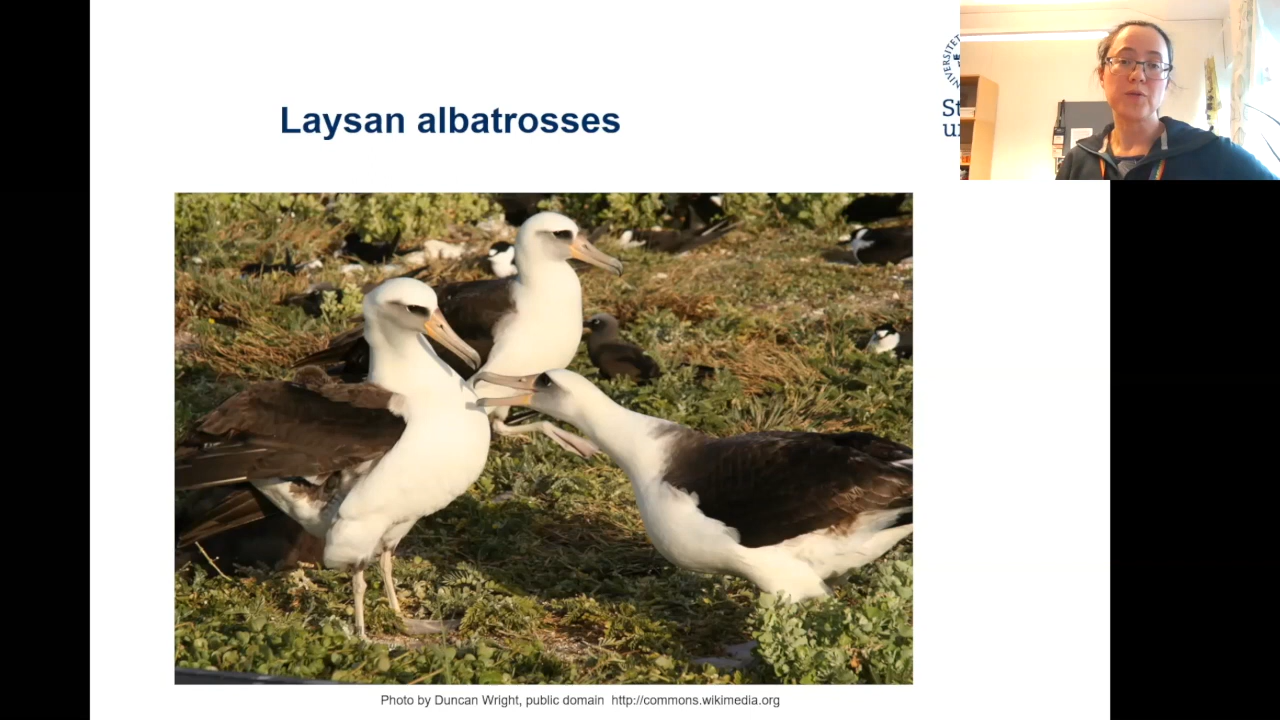 Laysan albatrosses
Photo by Duncan Wright, public domain http://commons.wikimedia.org